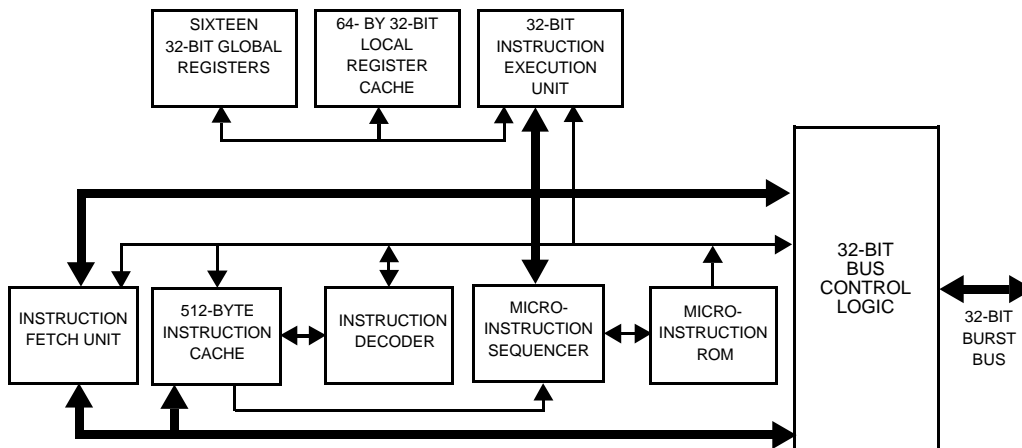 SIXTEEN
32-BIT GLOBAL
REGISTERS
64- BY 32-BIT
LOCAL
REGISTER
CACHE
32-BIT
INSTRUCTION
EXECUTION
UNIT
INSTRUCTION
FETCH UNIT
512-BYTE
INSTRUCTION
CACHE
INSTRUCTION
DECODER
MICRO-
INSTRUCTION
SEQUENCER
MICRO-
INSTRUCTION
ROM
32-BIT
BUS
CONTROL
LOGIC
32-BIT
BURST
BUS